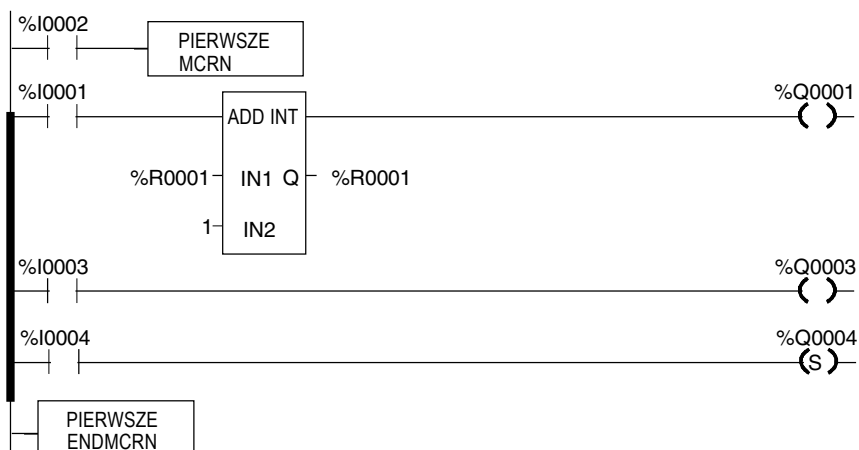 %I0002
PIERWSZE
MCRN
%I0001
%Q0001
ADD INT
%R0001 IN1 Q %R0001
1 IN2
%I0003
%Q0003
%I0004
%Q0004
S
PIERWSZE
ENDMCRN